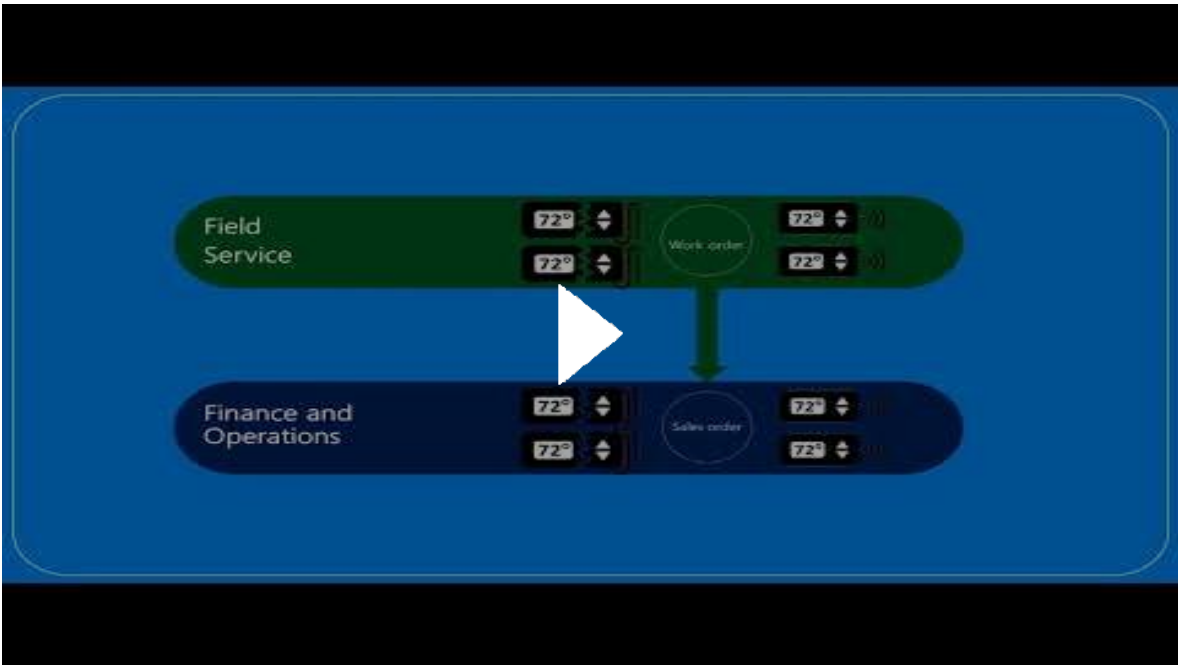 Field
Service
72°
72°
Work order
72°
72°
Finance and
Operations
72°
72°
Sales order
72°
72°